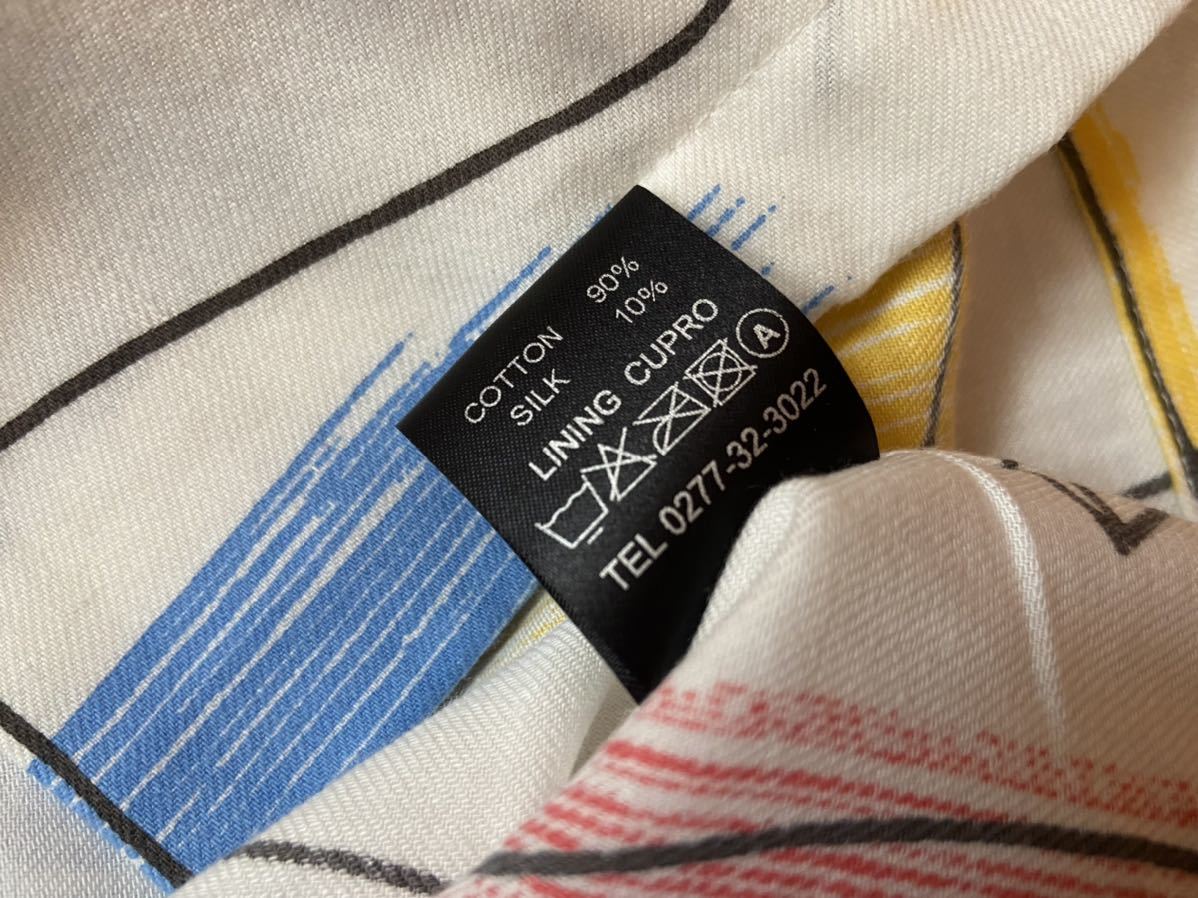 COTTON 90%
SILK 10%
LINING CUPRO
A
TEL 0277-32-3022